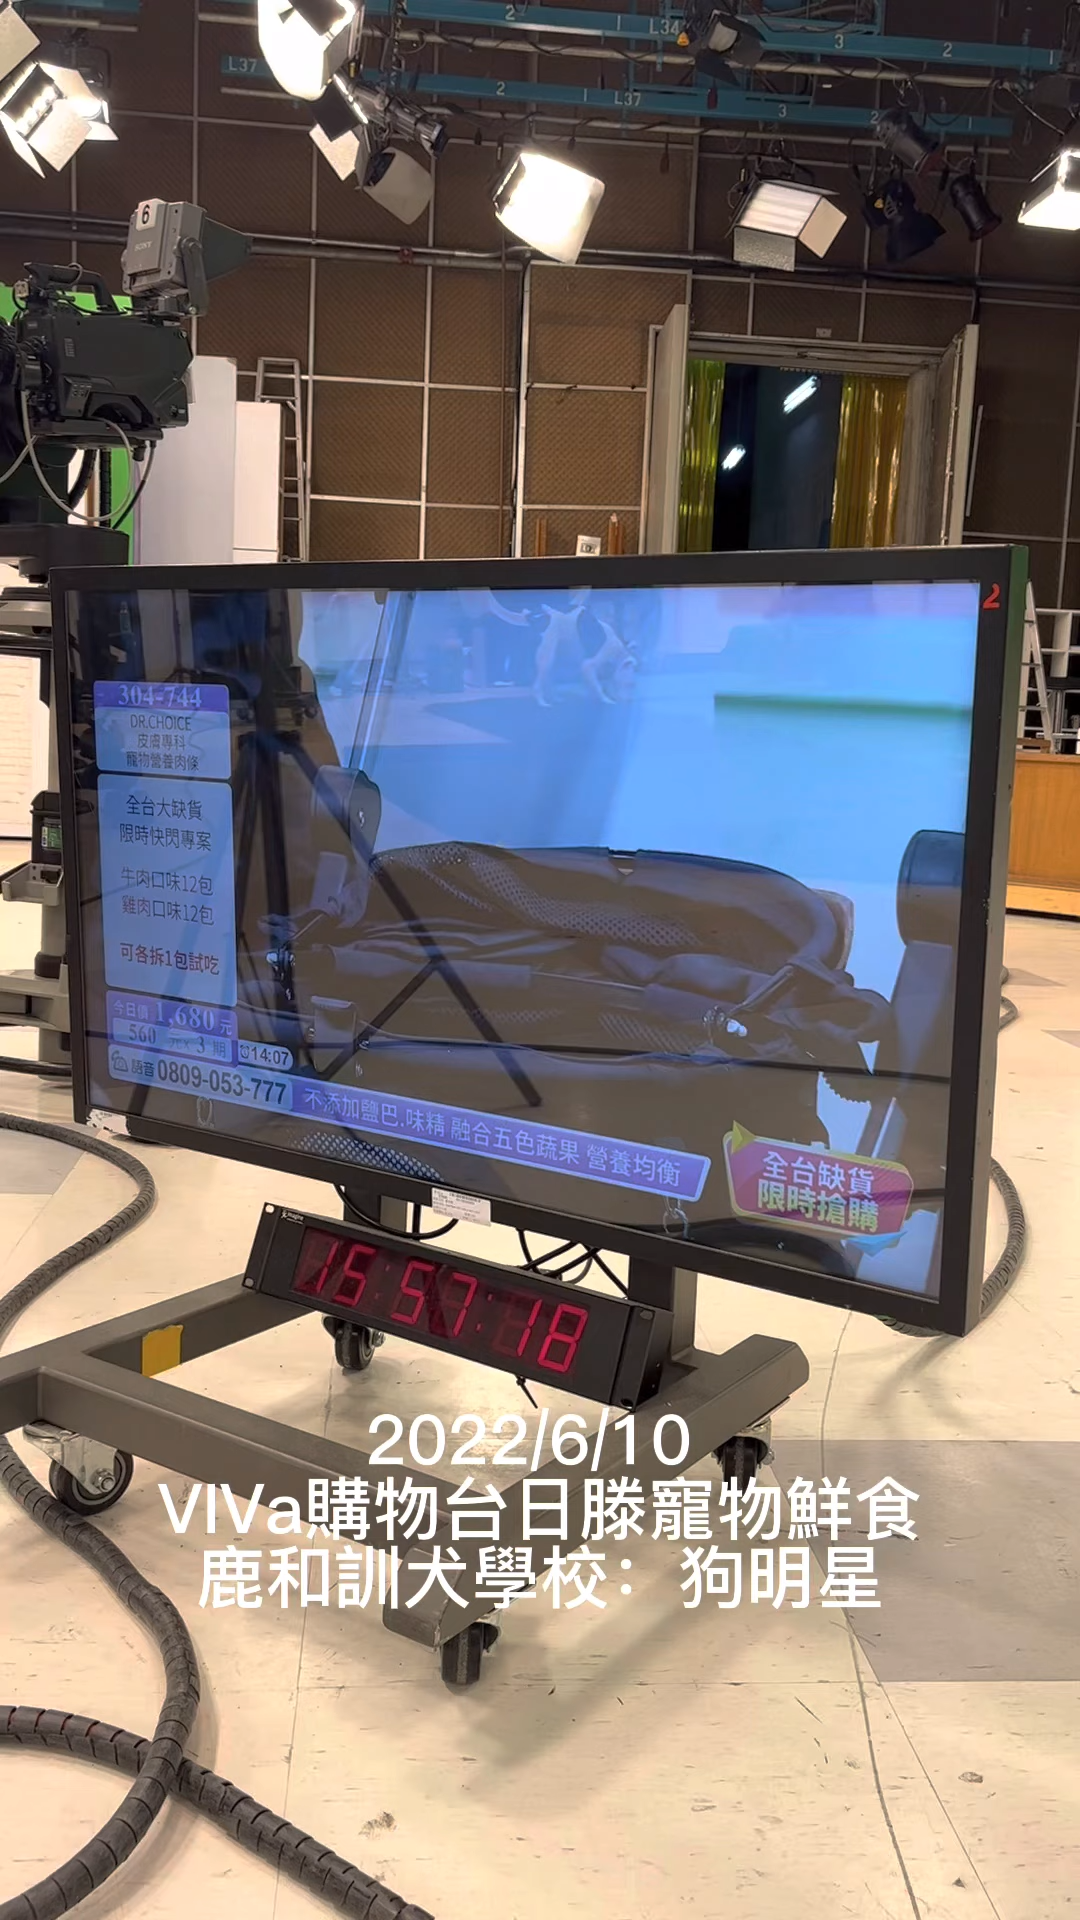 2
L34
3
2
L37
2
L37
3
2
6
SONY
2
304-744
DR.CHOICE
皮膚專科
寵物營養肉條
全台大缺貨
限時快閃專案
牛肉口味12包
雞肉口味12包
可各拆1包試吃
今日價 1,680 元
560 元x 3 期
14:07
語音 0809-053-777
不添加鹽巴.味精 融合五色蔬果 營養均衡
全台缺貨
限時搶購
15:57:18
2022/6/10
VIVa購物台日滕寵物鮮食
鹿和訓犬學校：狗明星